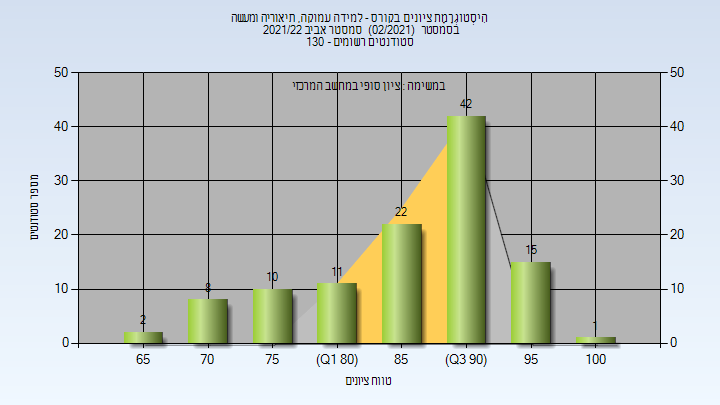 היסטוגרמת ציונים בקורס - למידה עמוקה, תיאוריה ומעשה
בסמסטר (02/2021) סמסטר אביב 2021/22
סטודנטים רשומים - 130
במשימה : ציון סופי במחשב המרכזי
50 50
42
40 40
30 30
22
20 20
15
11
10
10 10
8
2
1
0 0
מספר סטודנטים
65 70 75 (Q1 80) 85 (Q3 90) 95 100
טווח ציונים